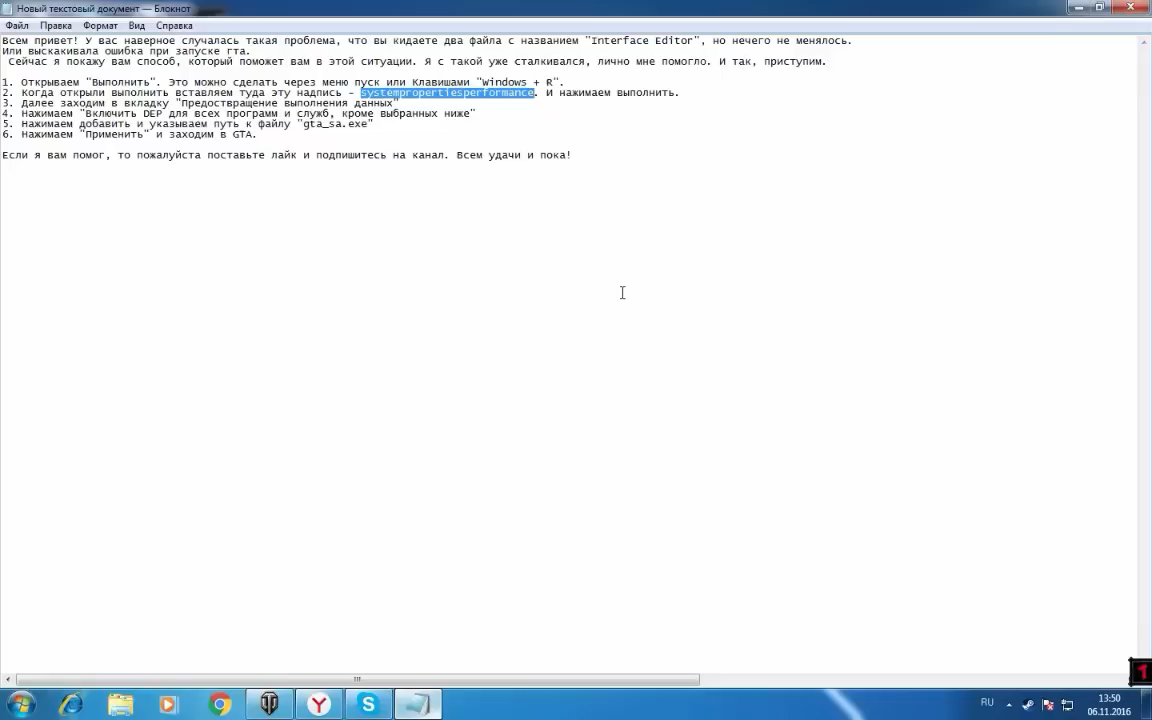 Новый текстовый документ — Блокнот
Файл Правка Формат Вид Справка
Всем привет! У вас наверное случалась такая проблема, что вы кидаете два файла с названием "Interface Editor", но нечего не менялось.
Или выскакивала ошибка при запуске гта.
Сейчас я покажу вам способ, который поможет вам в этой ситуации. Я с такой уже сталкивался, лично мне помогло. И так, приступим.
1. Открываем "Выполнить". Это можно сделать через меню пуск или Клавишами "Windows + R".
2. Когда открыли выполнить вставляем туда эту надпись - systempropertiesperformance. И нажимаем выполнить.
3. Далее заходим в вкладку "Предоствращение выполнения данных"
4. Нажимаем "Включить DEP для всех программ и служб, кроме выбранных ниже"
5. Нажимаем добавить и указываем путь к файлу "gta_sa.exe"
6. Нажимаем "Применить" и заходим в GTA.
Если я вам помог, то пожалуйста поставьте лайк и подпишитесь на канал. Всем удачи и пока!
1
RU
13:50
06.11.2016